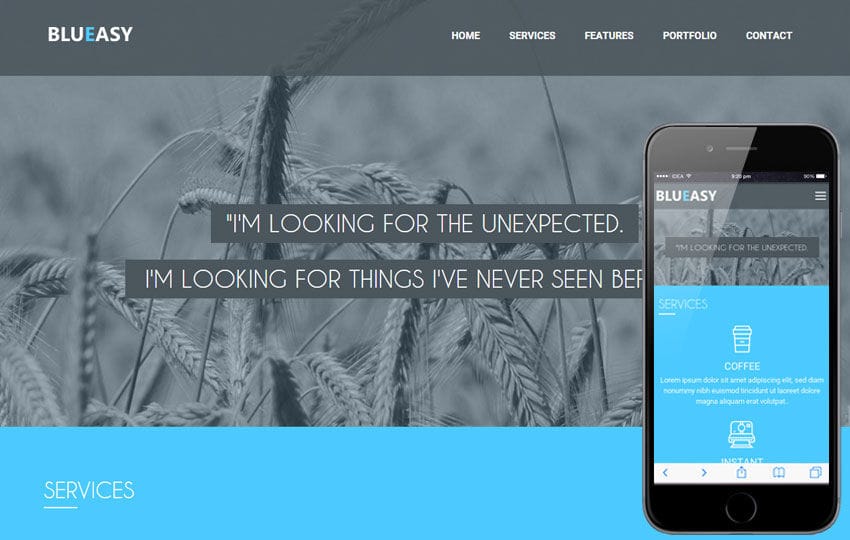 BLUEASY
HOME SERVICES FEATURES PORTFOLIO CONTACT
"I'M LOOKING FOR THE UNEXPECTED.
I'M LOOKING FOR THINGS I'VE NEVER SEEN BEF
SERVICES
CICA 9:20 pm 90%
BLUEASY
"I'M LOOKING FOR THE UNEXPECTED.
SERVICES
COFFEE
Lorem ipsum dolor sit amet adipiscing elit, sed diam
nonummy nibh euismod tincidunt ut laoreet dolore
magna aliquam erat volutpat..
INSTANT